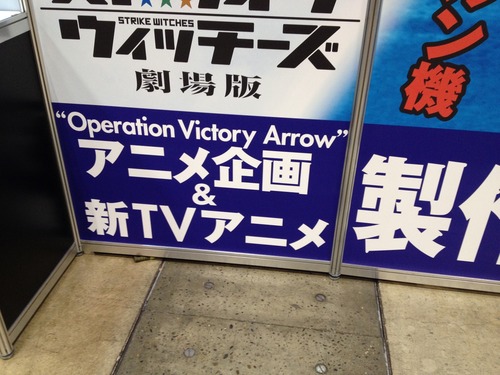 STRIKE WITCHES
ウィッチーズ
劇場版
"Operation Victory Arrow"
アニメ企画
&
新TVアニメ
ン機
製